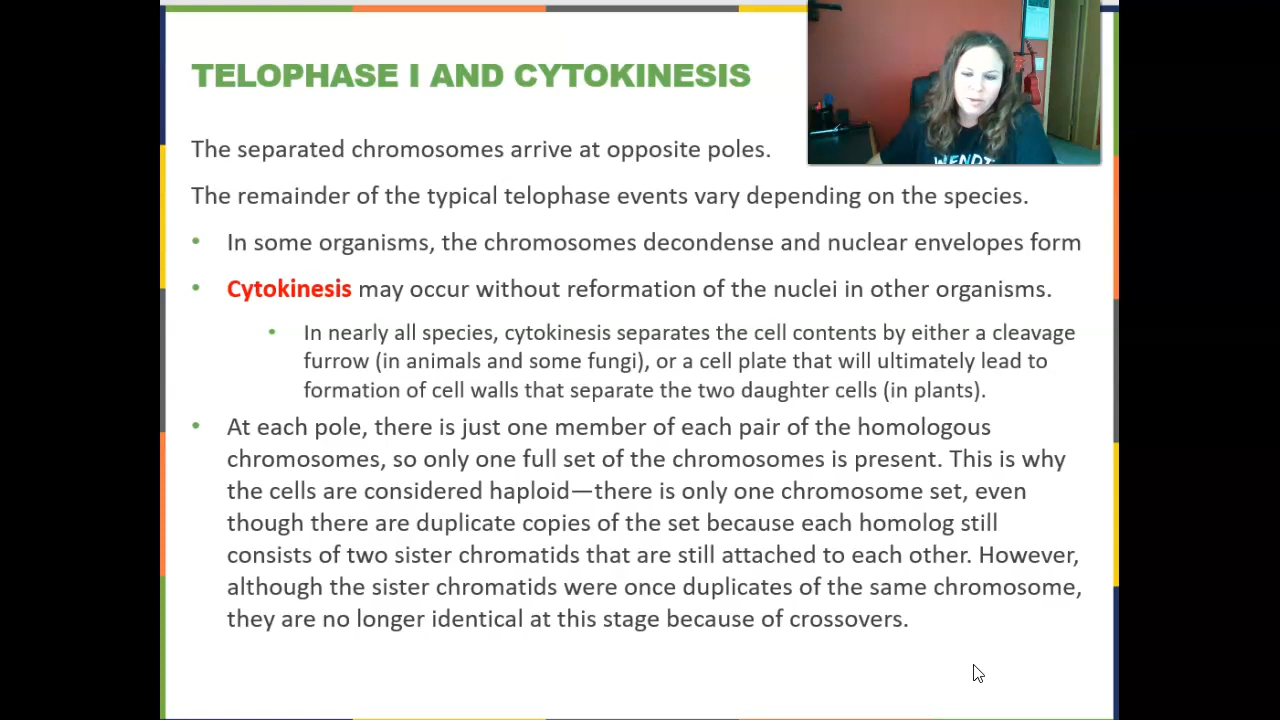 TELOPHASE I AND CYTOKINESIS
The separated chromosomes arrive at opposite poles.
The remainder of the typical telophase events vary depending on the species.
• In some organisms, the chromosomes decondense and nuclear envelopes form
• Cytokinesis may occur without reformation of the nuclei in other organisms.
• In nearly all species, cytokinesis separates the cell contents by either a cleavage
furrow (in animals and some fungi), or a cell plate that will ultimately lead to
formation of cell walls that separate the two daughter cells (in plants).
• At each pole, there is just one member of each pair of the homologous
chromosomes, so only one full set of the chromosomes is present. This is why
the cells are considered haploid—there is only one chromosome set, even
though there are duplicate copies of the set because each homolog still
consists of two sister chromatids that are still attached to each other. However,
although the sister chromatids were once duplicates of the same chromosome,
they are no longer identical at this stage because of crossovers.